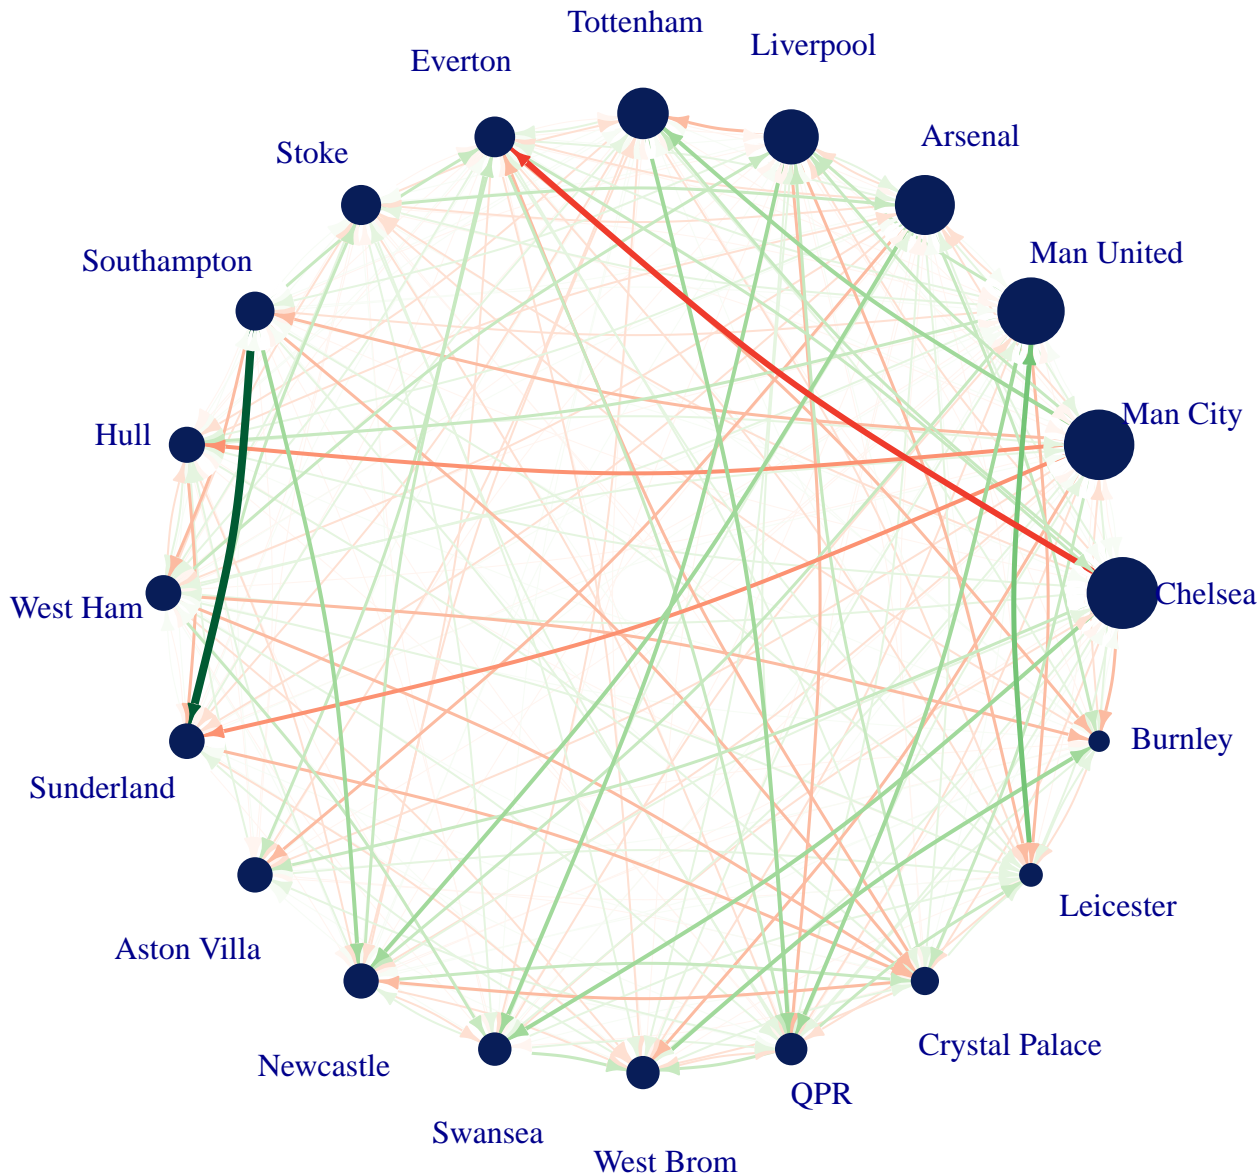 Tottenham
Liverpool
Everton
Arsenal
Stoke
Man United
Southampton
Man City
Hull
Chelsea
West Ham
Burnley
Sunderland
Leicester
Aston Villa
Crystal Palace
Newcastle
QPR
Swansea
West Brom